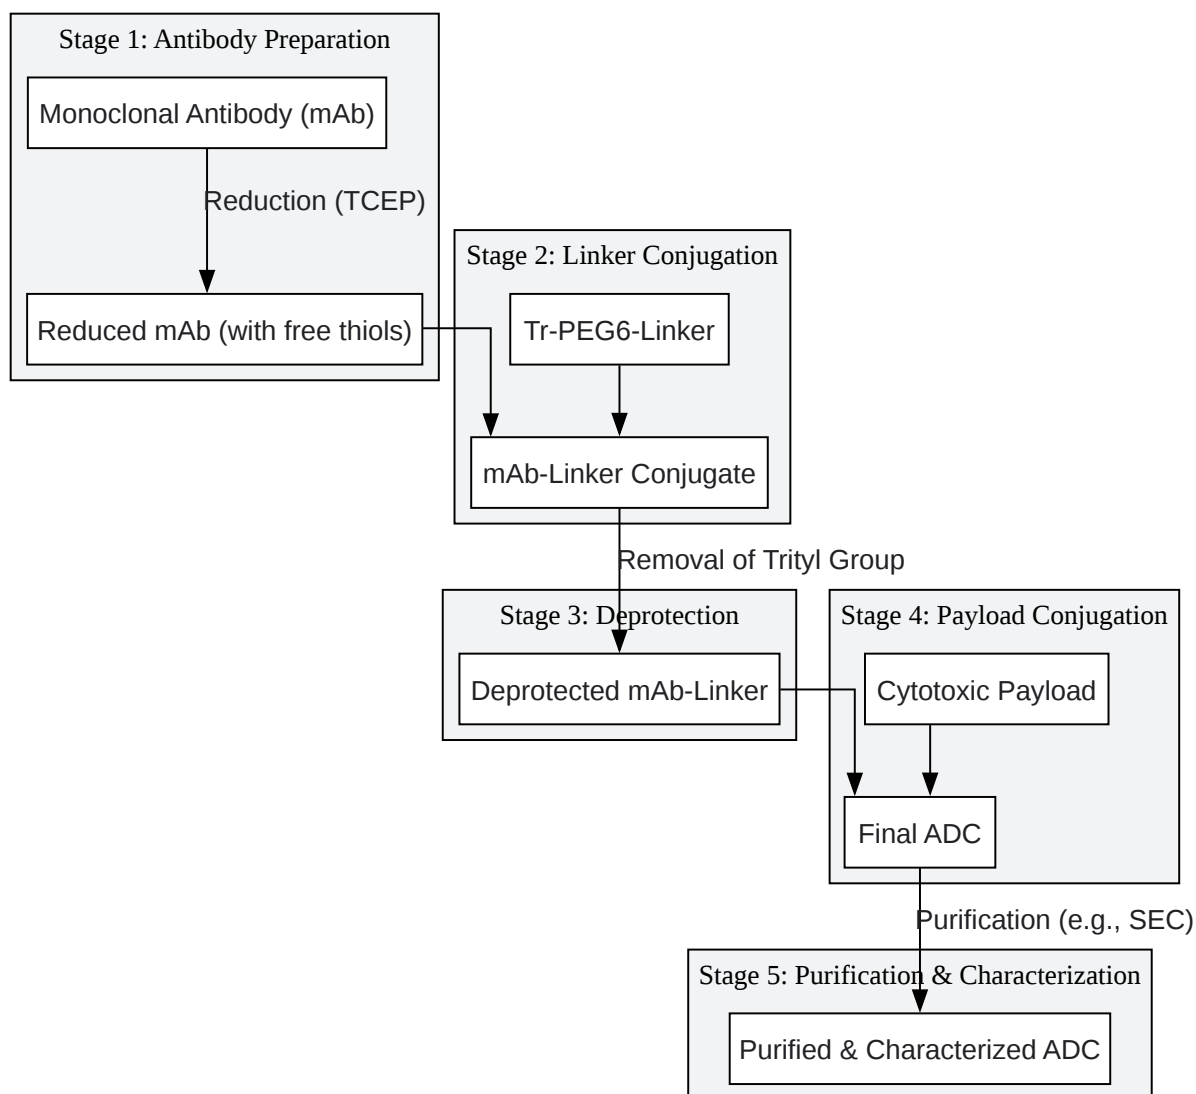 Stage 1: Antibody Preparation
Monoclonal Antibody (mAb)
Reduction (TCEP)
Reduced mAb (with free thiols)
Stage 2: Linker Conjugation
Tr-PEG6-Linker
mAb-Linker Conjugate
Removal of Trityl Group
Stage 3: Deprotection
Deprotected mAb-Linker
Stage 4: Payload Conjugation
Cytotoxic Payload
Final ADC
Purification (e.g., SEC)
Stage 5: Purification & Characterization
Purified & Characterized ADC